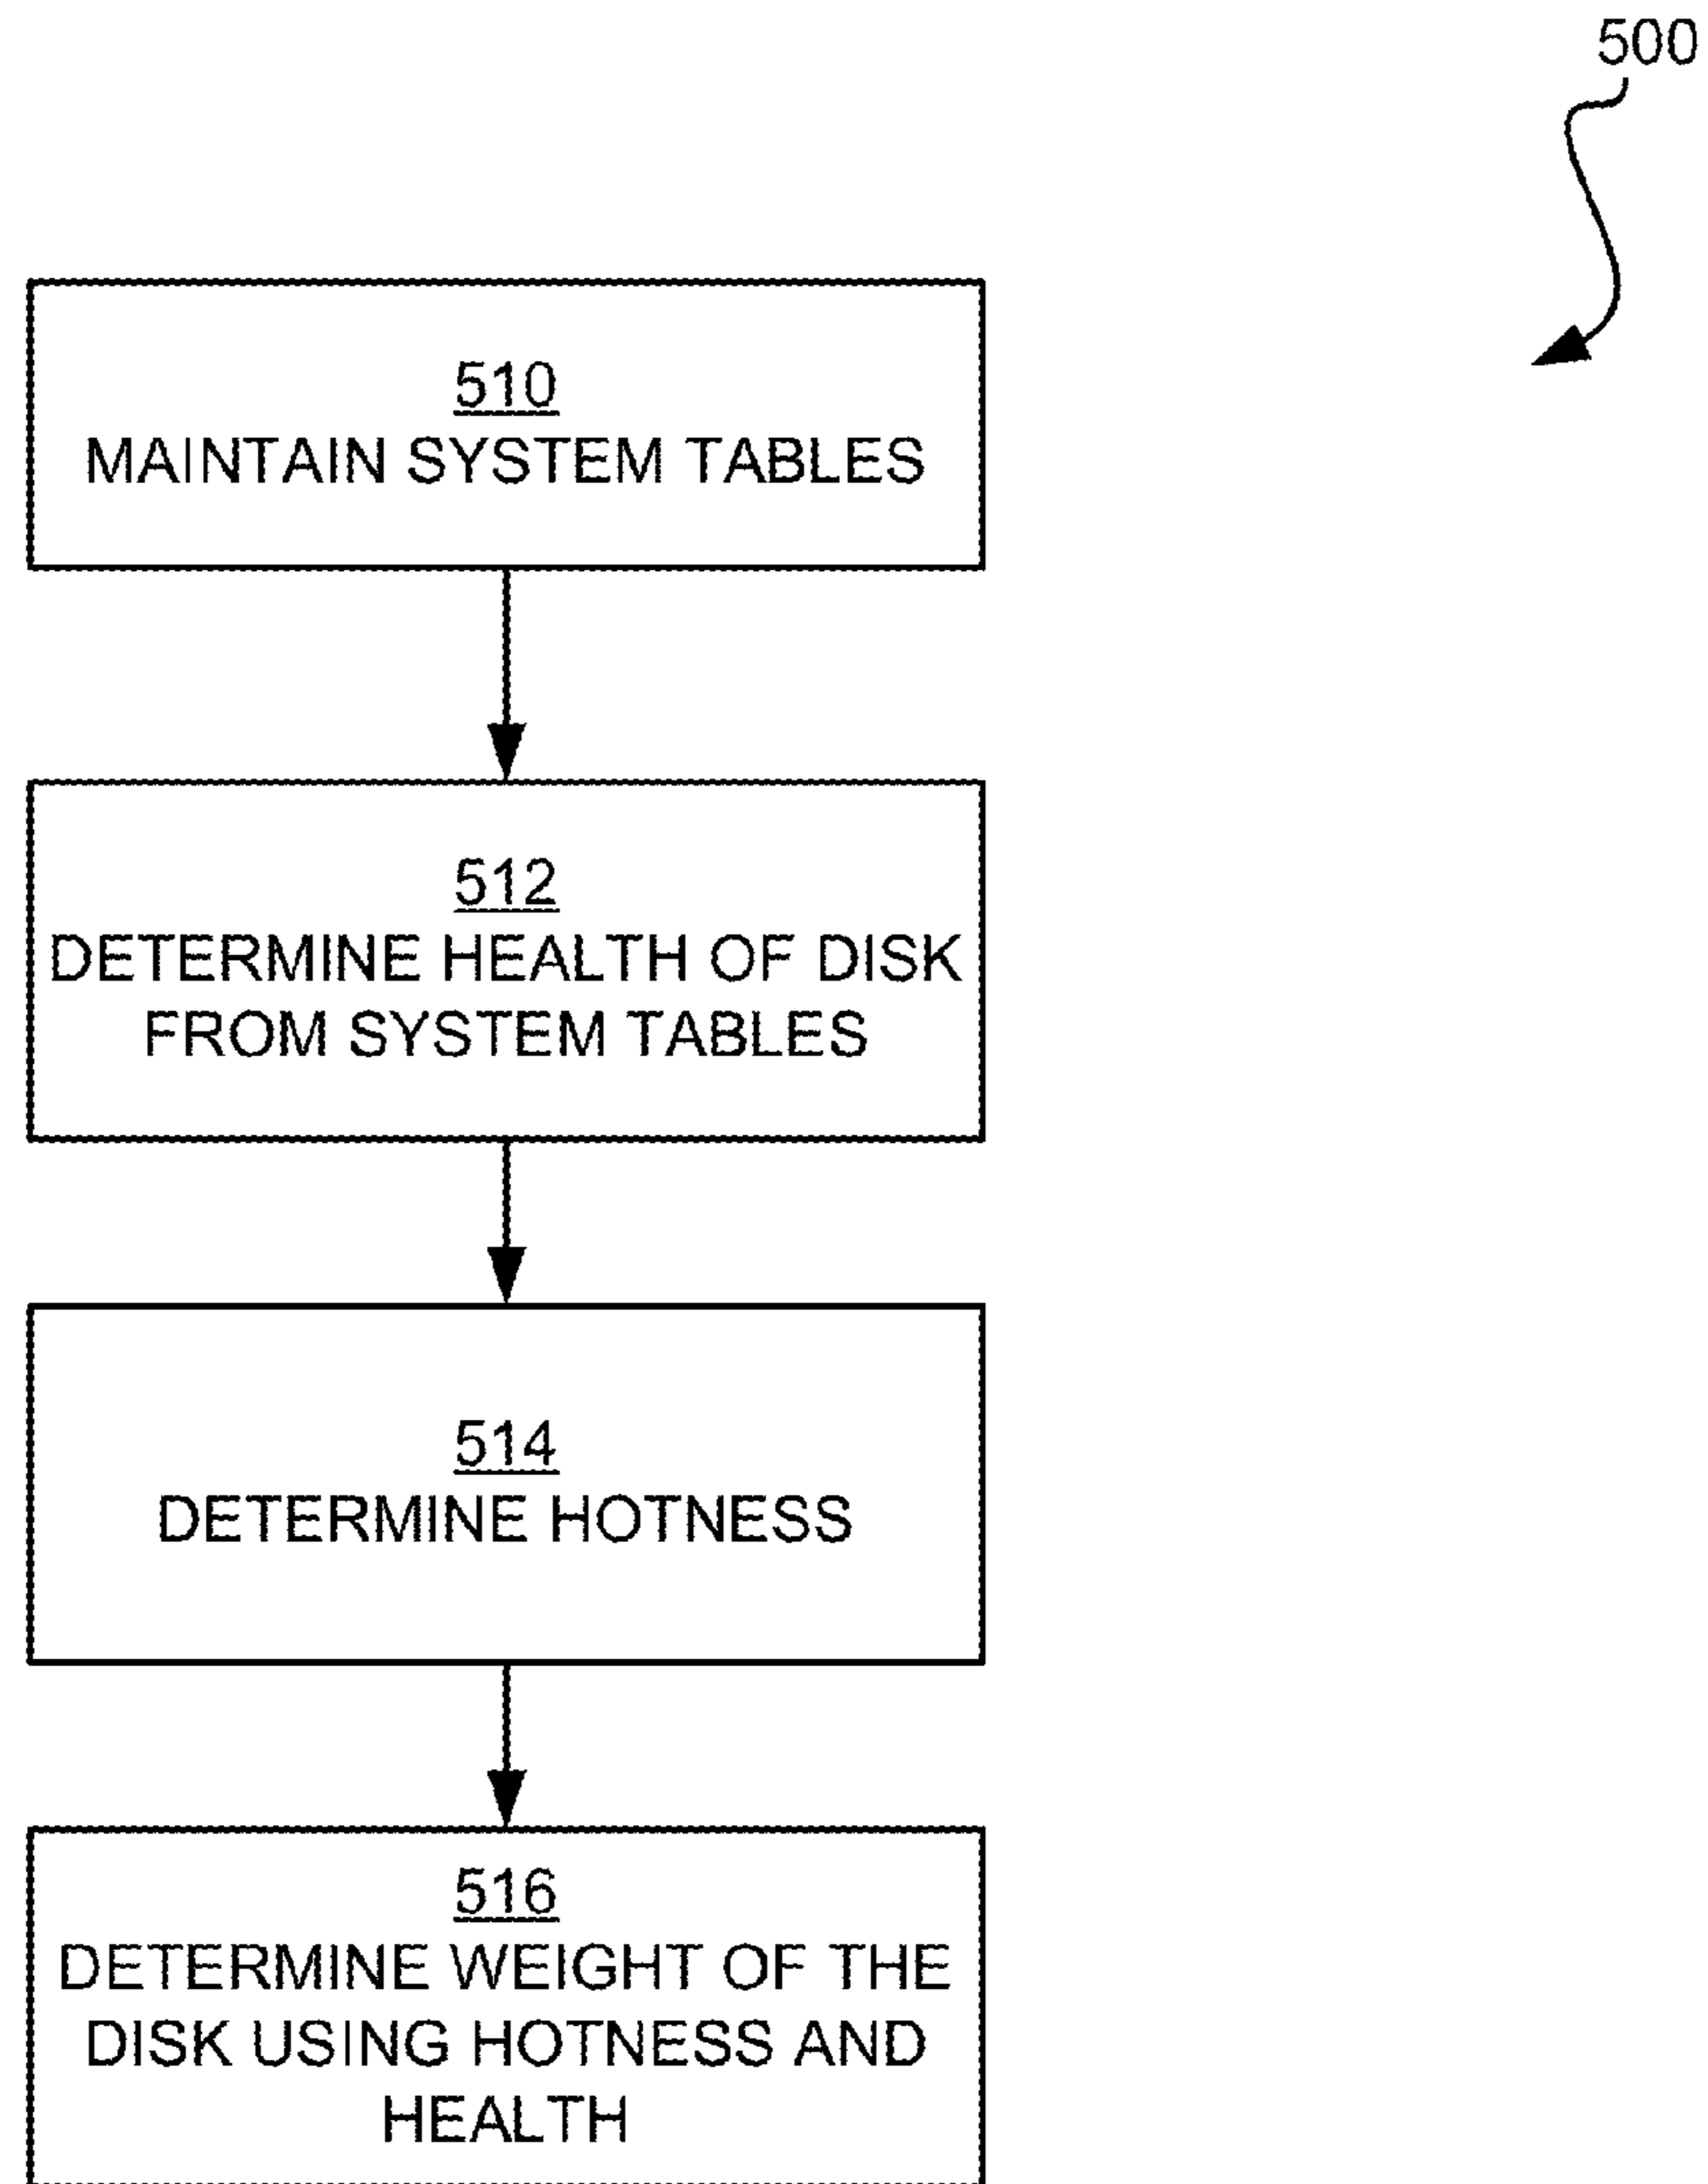 500
510
MAINTAIN SYSTEM TABLES
512
DETERMINE HEALTH OF DISK
FROM SYSTEM TABLES
514
DETERMINE HOTNESS
516
DETERMINE WEIGHT OF THE
DISK USING HOTNESS AND
HEALTH